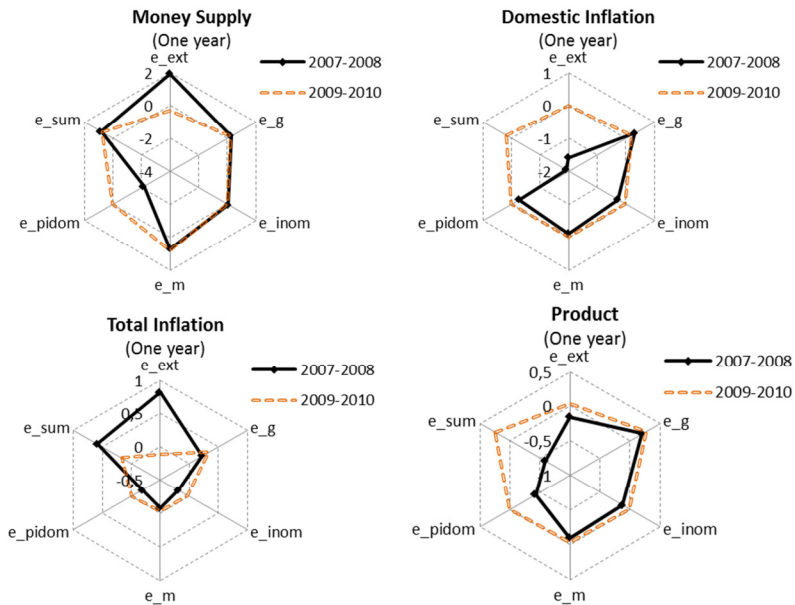 Money Supply
(One year)
e_ext
2007-2008
2009-2010
2
0
-2
-4
e_sum
e_g
e_pidom
e_inom
e_m
Domestic Inflation
(One year)
e_ext
2007-2008
2009-2010
1
0
-1
-2
e_sum
e_g
e_pidom
e_inom
e_m
Total Inflation
(One year)
e_ext
2007-2008
2009-2010
1
0,5
0
-0,5
e_sum
e_g
e_pidom
e_inom
e_m
Product
(One year)
e_ext
2007-2008
2009-2010
0,5
0
-0,5
1
e_sum
e_g
e_pidom
e_inom
e_m